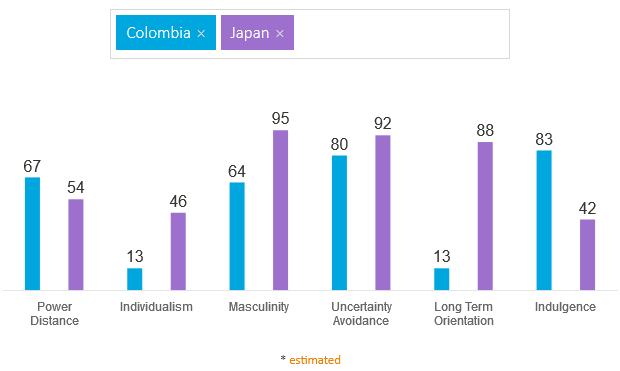 Colombia × Japan ×
67 54 13 46 64 95 80 92 13 88 83 42
Power Distance
Individualism
Masculinity
Uncertainty Avoidance
Long Term Orientation
Indulgence
* estimated